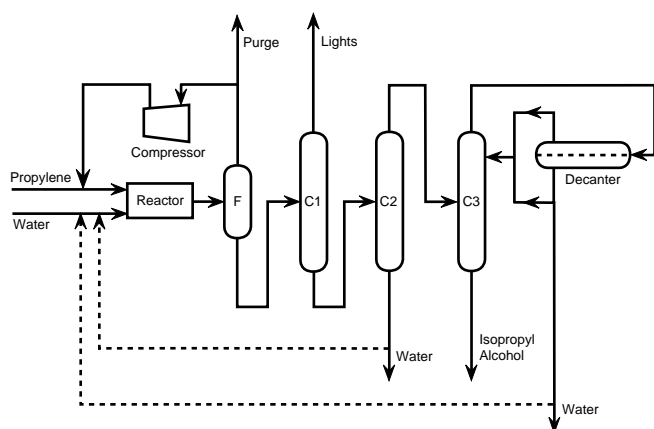 Purge
Lights
Compressor
Propylene
Reactor
F
C1
C2
C3
Decanter
Water
Water
Isopropyl
Alcohol
Water